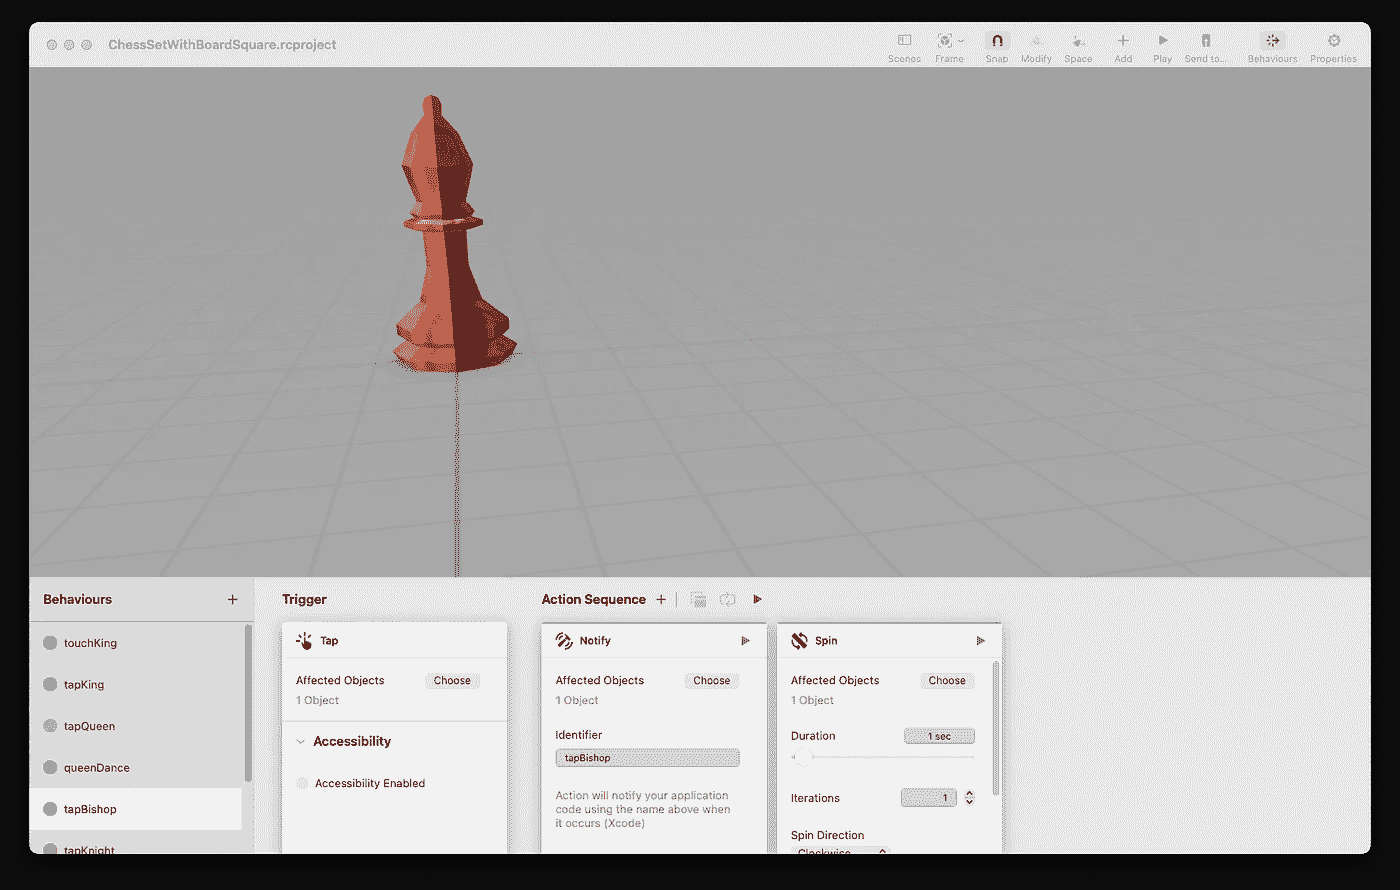 ChessSetWithBoardSquare.rcproject
Scenes
Frame
Snap
Modify
Space
Add
Play
Send to...
Behaviours
Properties
Behaviours
touchKing
tapKing
tapQueen
queenDance
tapBishop
tapKnight
Trigger
Tap
Affected Objects
Choose
1 Object
Accessibility
Accessibility Enabled
Action Sequence
Notify
Affected Objects
Choose
1 Object
Identifier
tapBishop
Action will notify your application
code using the name above when
it occurs (Xcode)
Spin
Affected Objects
Choose
1 Object
Duration
1 sec
Iterations
1
Spin Direction
Clockwise